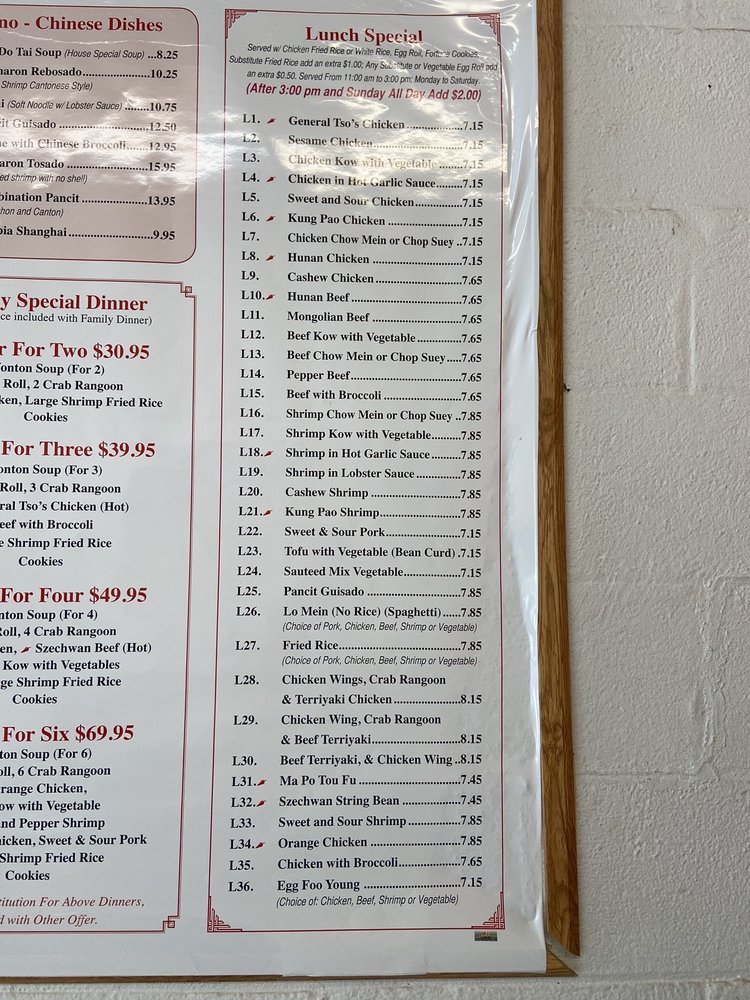 no - Chinese Dishes
Do Tai Soup (House Special Soup) ...8.25
maron Rebosado..................10.25
Shrimp Cantonese Style)
i (Soft Noodle w/ Lobster Sauce) ........10.75
cit Guisado ........................12.50
e with Chinese Broccoli......12.95
maron Tosado ....................15.95
ed shrimp with no shell)
bination Pancit ..................13.95
hon and Canton)
pia Shanghai........................9.95
y Special Dinner
ce included with Family Dinner)
r For Two $30.95
onton Soup (For 2)
Roll, 2 Crab Rangoon
ken, Large Shrimp Fried Rice
Cookies
For Three $39.95
onton Soup (For 3)
Roll, 3 Crab Rangoon
ral Tso's Chicken (Hot)
eef with Broccoli
e Shrimp Fried Rice
Cookies
For Four $49.95
nton Soup (For 4)
Roll, 4 Crab Rangoon
en, Szechwan Beef (Hot)
Kow with Vegetables
ge Shrimp Fried Rice
Cookies
For Six $69.95
ton Soup (For 6)
oll, 6 Crab Rangoon
range Chicken,
ow with Vegetable
nd Pepper Shrimp
hicken, Sweet & Sour Pork
Shrimp Fried Rice
Cookies
titution For Above Dinners,
d with Other Offer.
Lunch Special
Served w/ Chicken Fried Rice or White Rice, Egg Roll, Fortune Cookies,
Substitute Fried Rice add an extra $1.00; Any Substitute or Vegetable Egg Roll add
an extra $0.50. Served From 11:00 am to 3:00 pm; Monday to Saturday.
(After 3:00 pm and Sunday All Day Add $2.00)
L1. General Tso's Chicken..............7.15
L2. Sesame Chicken......................7.15
L3. Chicken Kow with Vegetable .......7.15
L4. Chicken in Hot Garlic Sauce.......7.15
L5. Sweet and Sour Chicken............7.15
L6. Kung Pao Chicken ...................7.15
L7. Chicken Chow Mein or Chop Suey ..7.15
L8. Hunan Chicken .......................7.15
L9. Cashew Chicken......................7.65
L10. Hunan Beef ...........................7.65
L11. Mongolian Beef ......................7.65
L12. Beef Kow with Vegetable...........7.65
L13. Beef Chow Mein or Chop Suey.....7.65
L14. Pepper Beef...........................7.65
L15. Beef with Broccoli ...................7.65
L16. Shrimp Chow Mein or Chop Suey ..7.85
L17. Shrimp Kow with Vegetable.........7.85
L18. Shrimp in Hot Garlic Sauce ........7.85
L19. Shrimp in Lobster Sauce............7.85
L20. Cashew Shrimp ......................7.85
L21. Kung Pao Shrimp....................7.85
L22. Sweet & Sour Pork...................7.15
L23. Tofu with Vegetable (Bean Curd) .7.15
L24. Sauteed Mix Vegetable..............7.15
L25. Pancit Guisado .......................7.85
L26. Lo Mein (No Rice) (Spaghetti)......7.85
(Choice of Pork, Chicken, Beef, Shrimp or Vegetable)
L27. Fried Rice..............................7.85
(Choice of Pork, Chicken, Beef, Shrimp or Vegetable)
L28. Chicken Wings, Crab Rangoon
& Terriyaki Chicken .................8.15
L29. Chicken Wing, Crab Rangoon
& Beef Terriyaki......................8.15
L30. Beef Terriyaki, & Chicken Wing ..8.15
L31. Ma Po Tou Fu .........................7.45
L32. Szechwan String Bean ...............7.45
L33. Sweet and Sour Shrimp .............7.85
L34. Orange Chicken ......................7.85
L35. Chicken with Broccoli................7.65
L36. Egg Foo Young .......................7.15
(Choice of: Chicken, Beef, Shrimp or Vegetable)